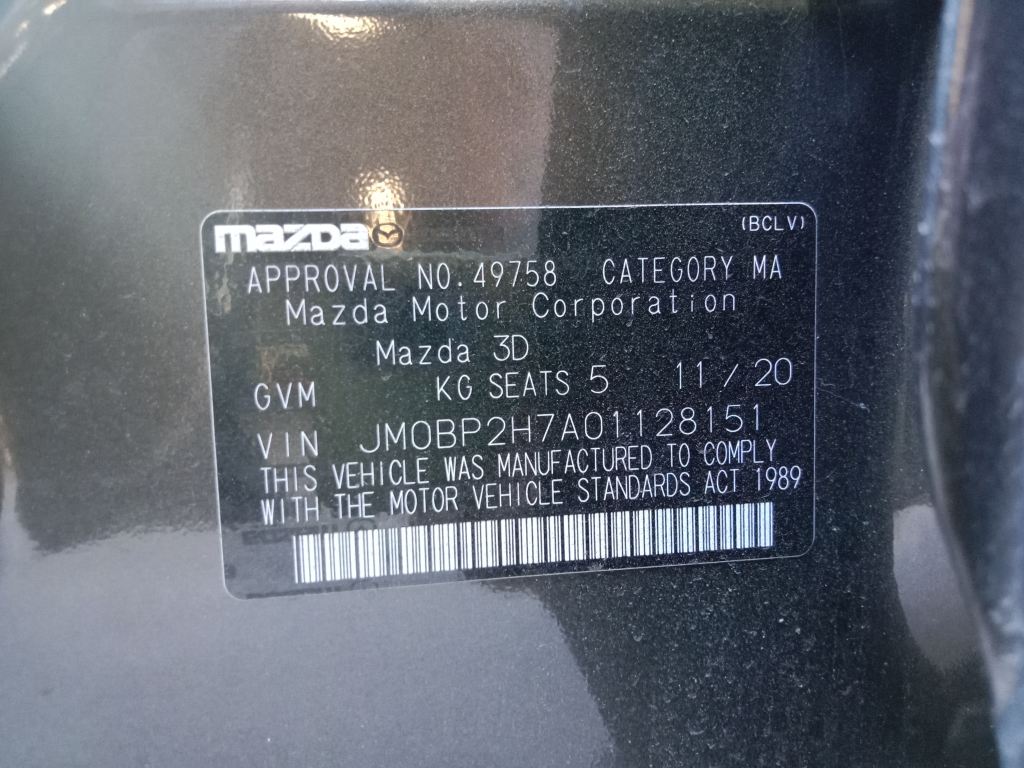 mazda (BCLV)
APPROVAL NO.49758 CATEGORY MA
Mazda Motor Corporation
Mazda 3D
GVM KG SEATS 5 11/20
VIN JM0BP2H7A01128151
THIS VEHICLE WAS MANUFACTURED TO COMPLY
WITH THE MOTOR VEHICLE STANDARDS ACT 1989